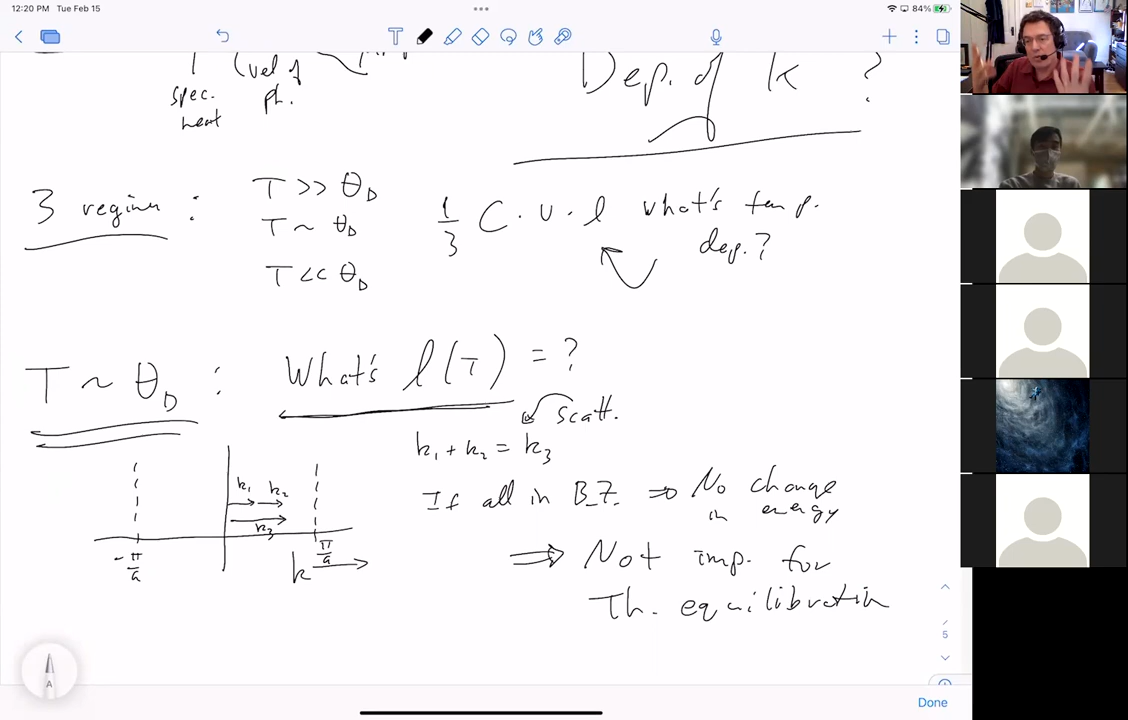 12:20 PM Tue Feb 15
84%
(vel of
spec.
heat
ph.
Dep. of k ?
3 regimes :
T >> θD
T ~ θD
T << θD
1/3 C · v · l what's temp.
dep.?
T ~ θD : What's l(T) = ?
scatt.
k1 + k2 = k3
k1 k2
k3
-π/a
π/a
k
If all in B.Z. ⇒ No change
in energy
⇒ Not imp. for
Th. equilibration
5
A
Done